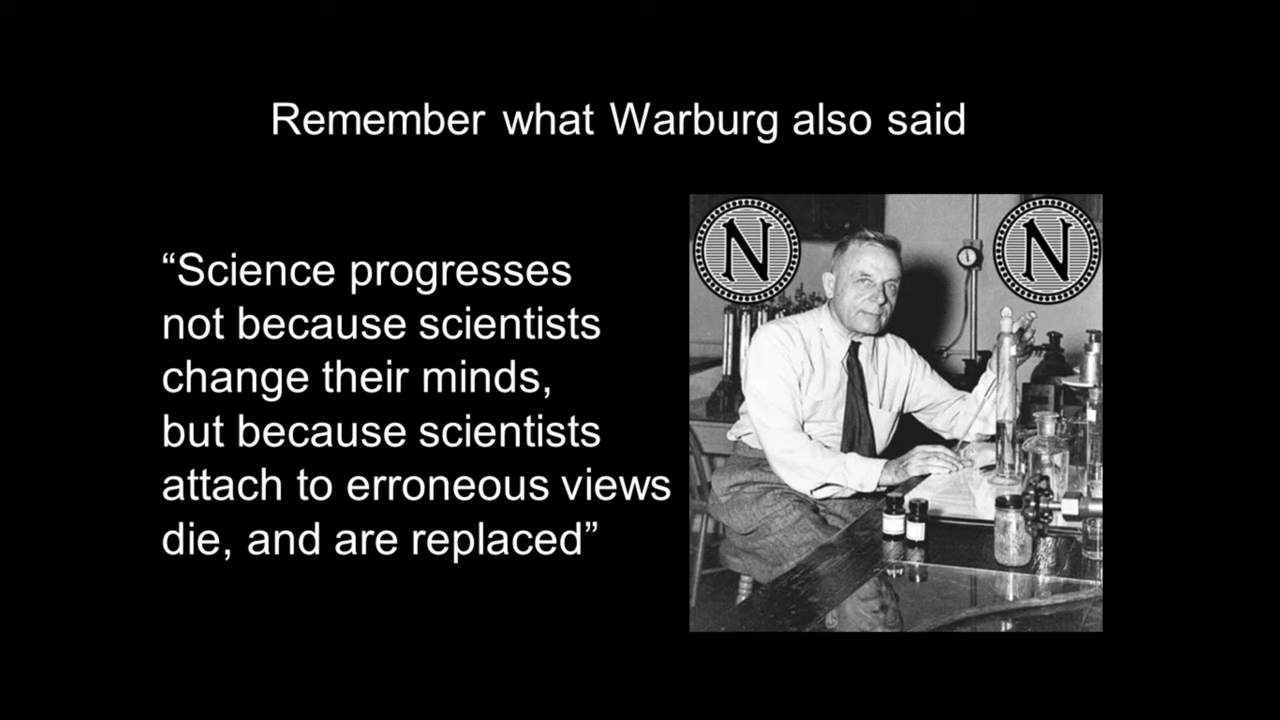 Remember what Warburg also said
“Science progresses
not because scientists
change their minds,
but because scientists
attach to erroneous views
die, and are replaced”
N
N